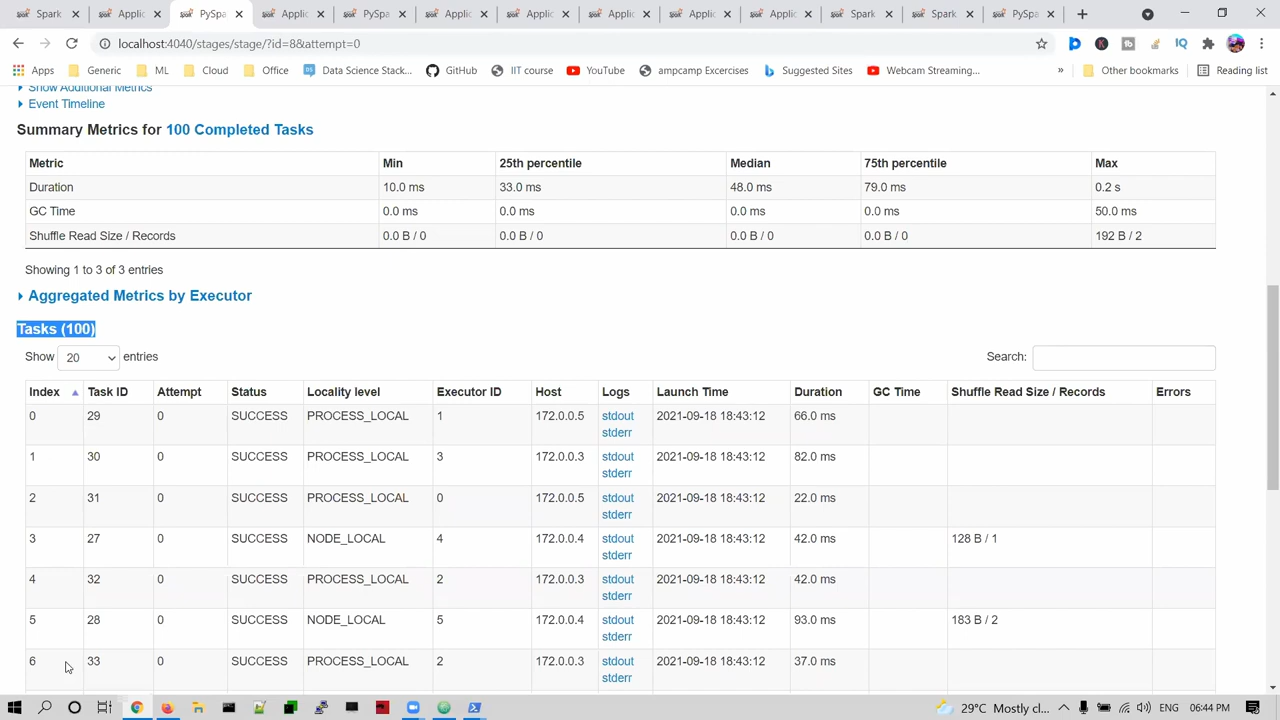 Spark Applic PySpa Applic PySpa Applic Applic Applic Applic Applic Spark Spark PySpa
localhost:4040/stages/stage/?id=8&attempt=0
Apps Generic ML Cloud Office Data Science Stack... GitHub IIT course YouTube ampcamp Excercises Suggested Sites Webcam Streaming... » Other bookmarks Reading list
Show Additional Metrics
Event Timeline
Summary Metrics for 100 Completed Tasks
Metric Min 25th percentile Median 75th percentile Max
Duration 10.0 ms 33.0 ms 48.0 ms 79.0 ms 0.2 s
GC Time 0.0 ms 0.0 ms 0.0 ms 0.0 ms 50.0 ms
Shuffle Read Size / Records 0.0 B / 0 0.0 B / 0 0.0 B / 0 0.0 B / 0 192 B / 2
Showing 1 to 3 of 3 entries
Aggregated Metrics by Executor
Tasks (100)
Show 20 entries Search:
Index Task ID Attempt Status Locality level Executor ID Host Logs Launch Time Duration GC Time Shuffle Read Size / Records Errors
0 29 0 SUCCESS PROCESS_LOCAL 1 172.0.0.5 stdout 2021-09-18 18:43:12 66.0 ms
stderr
1 30 0 SUCCESS PROCESS_LOCAL 3 172.0.0.3 stdout 2021-09-18 18:43:12 82.0 ms
stderr
2 31 0 SUCCESS PROCESS_LOCAL 0 172.0.0.5 stdout 2021-09-18 18:43:12 22.0 ms
stderr
3 27 0 SUCCESS NODE_LOCAL 4 172.0.0.4 stdout 2021-09-18 18:43:12 42.0 ms 128 B / 1
stderr
4 32 0 SUCCESS PROCESS_LOCAL 2 172.0.0.3 stdout 2021-09-18 18:43:12 42.0 ms
stderr
5 28 0 SUCCESS NODE_LOCAL 5 172.0.0.4 stdout 2021-09-18 18:43:12 93.0 ms 183 B / 2
stderr
6 33 0 SUCCESS PROCESS_LOCAL 2 172.0.0.3 stdout 2021-09-18 18:43:12 37.0 ms
stderr
29°C Mostly cl... ENG 06:44 PM